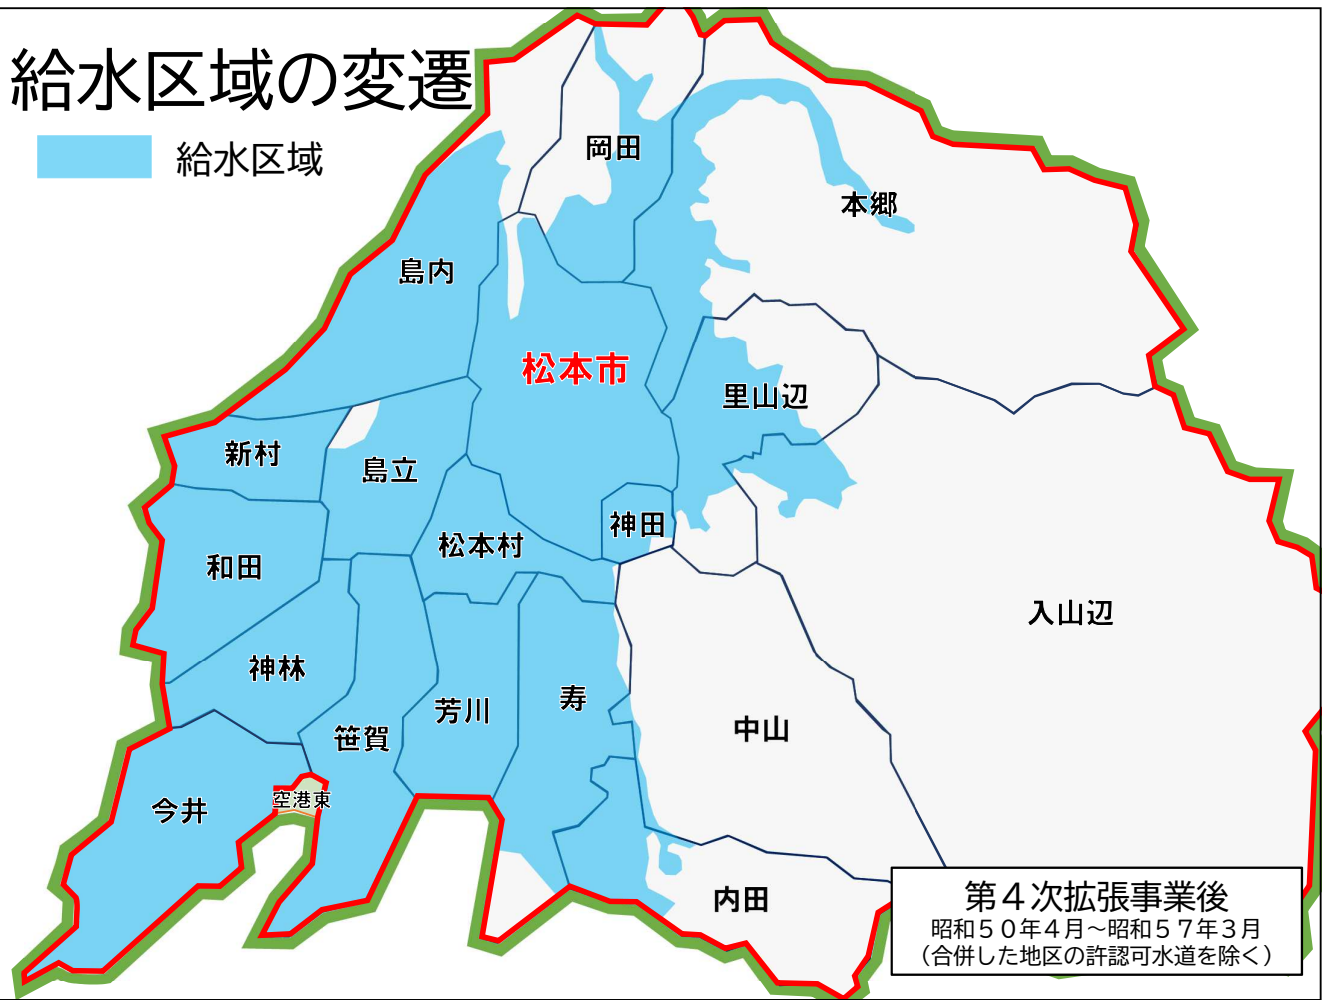 給水区域の変遷
給水区域
岡田
本郷
島内
松本市
里山辺
新村
島立
神田
松本村
和田
入山辺
神林
寿
芳川
中山
笹賀
空港東
今井
内田
第４次拡張事業後
昭和５０年４月～昭和５７年３月
（合併した地区の許認可水道を除く）